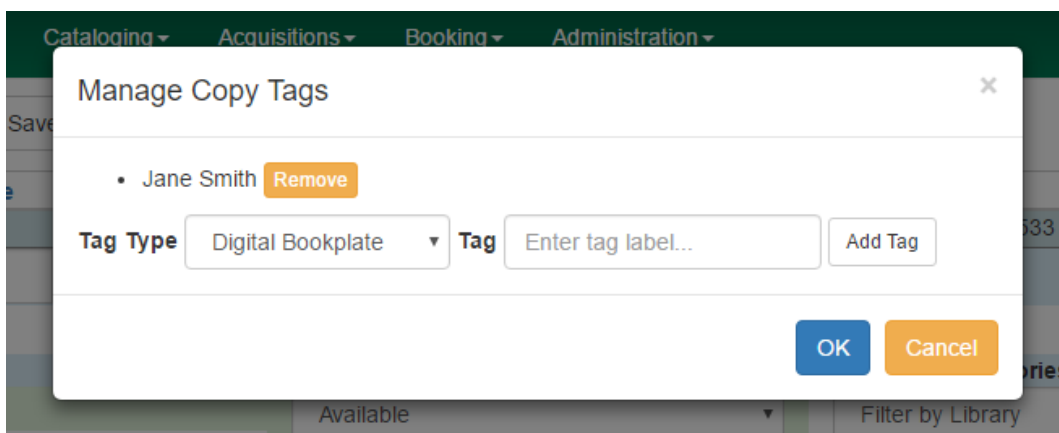 Cataloging Acquisitions Booking Administration
Manage Copy Tags ×
Save
• Jane Smith Remove
Tag Type Digital Bookplate Tag Enter tag label... Add Tag
533
OK Cancel
Available Filter by Library